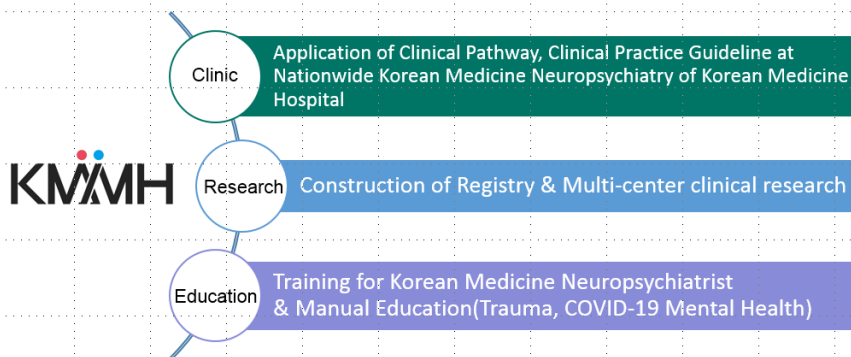 Clinic
Application of Clinical Pathway, Clinical Practice Guideline at
Nationwide Korean Medicine Neuropsychiatry of Korean Medicine
Hospital
KMMH
Research
Construction of Registry & Multi-center clinical research
Education
Training for Korean Medicine Neuropsychiatrist
& Manual Education(Trauma, COVID-19 Mental Health)